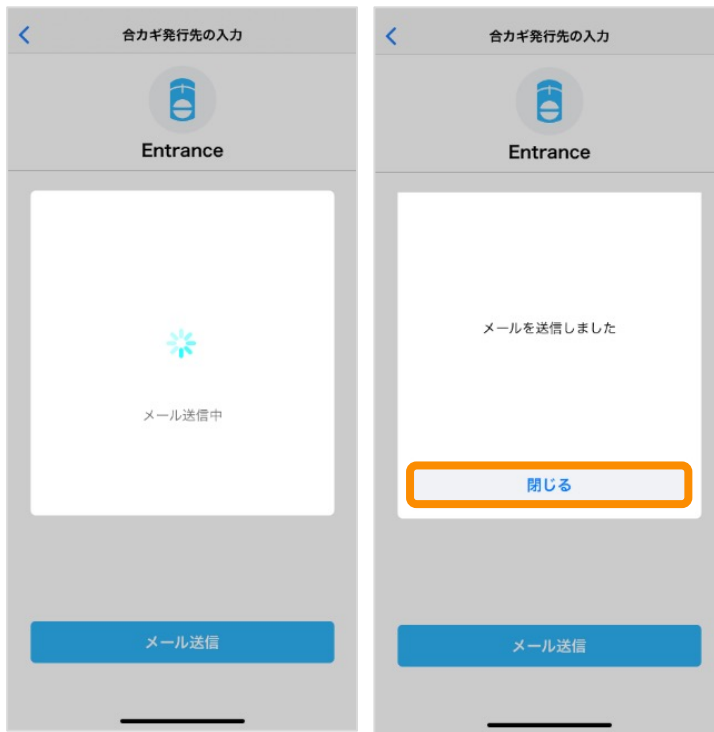 合カギ発行先の入力
Entrance
メール送信中
メール送信
合カギ発行先の入力
Entrance
メールを送信しました
閉じる
メール送信